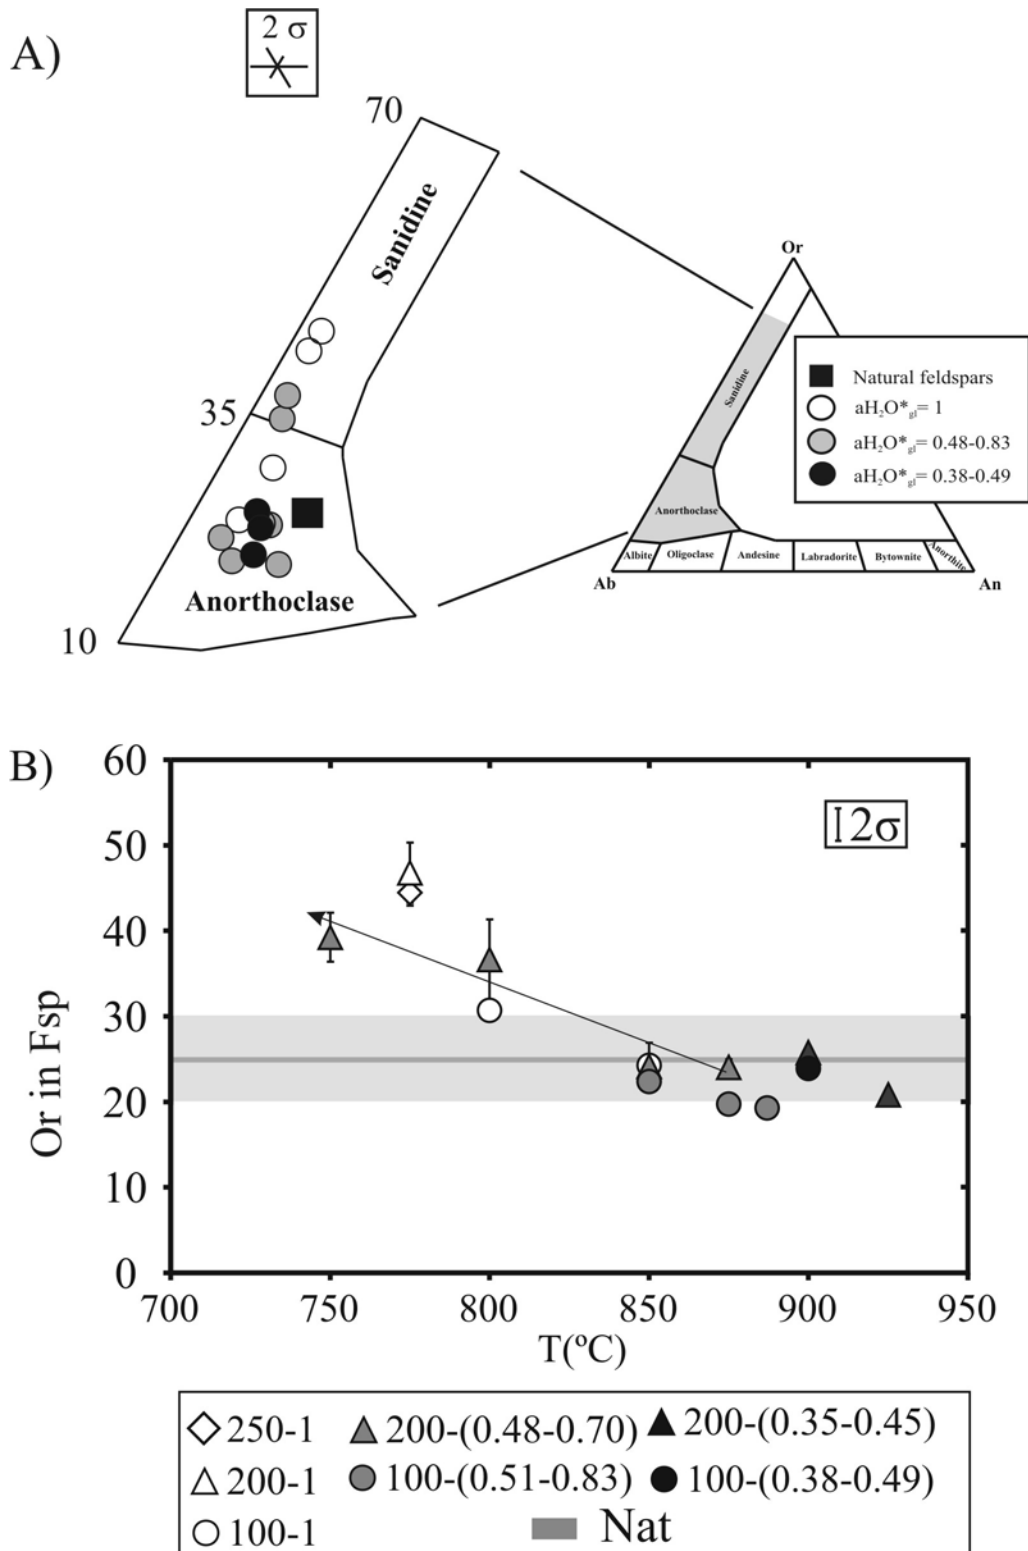 A)
2 σ
70
Sanidine
35
Anorthoclase
10
Or
Sanidine
Anorthoclase
Albite
Oligoclase
Andesine
Labradorite
Bytownite
Anorthite
Ab
An
Natural feldspars
aH₂O*gl= 1
aH₂O*gl= 0.48-0.83
aH₂O*gl= 0.38-0.49
B)
2σ
Or in Fsp
60
50
40
30
20
10
0
700
750
800
850
900
950
T(ºC)
250-1
200-(0.48-0.70)
200-(0.35-0.45)
200-1
100-(0.51-0.83)
100-(0.38-0.49)
100-1
Nat